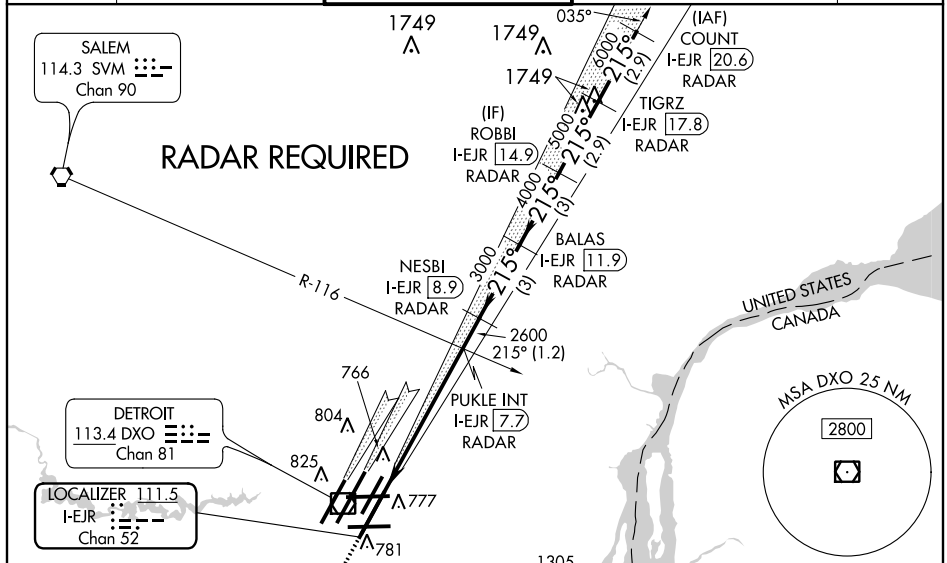 SALEM
114.3 SVM
Chan 90
RADAR REQUIRED
1749
1749
1749
035°
(IAF)
COUNT
I-EJR 20.6
RADAR
6000
215°
(2.9)
TIGRZ
I-EJR 17.8
RADAR
5000
215°
(2.9)
(IF)
ROBBI
I-EJR 14.9
RADAR
4000
215°
(3)
BALAS
I-EJR 11.9
RADAR
3000
215°
(3)
NESBI
I-EJR 8.9
RADAR
R-116
2600
215° (1.2)
PUKLE INT
I-EJR 7.7
RADAR
UNITED STATES
CANADA
MSA DXO 25 NM
2800
766
804
825
777
781
1305
DETROIT
113.4 DXO
Chan 81
LOCALIZER 111.5
I-EJR
Chan 52